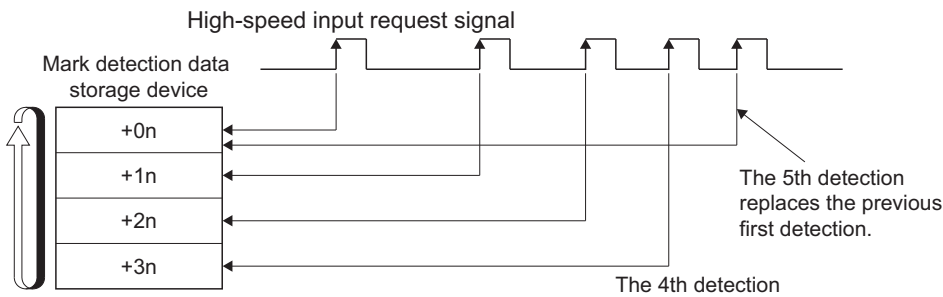 High-speed input request signal
Mark detection data
storage device
+0n
+1n
+2n
+3n
The 5th detection
replaces the previous
first detection.
The 4th detection